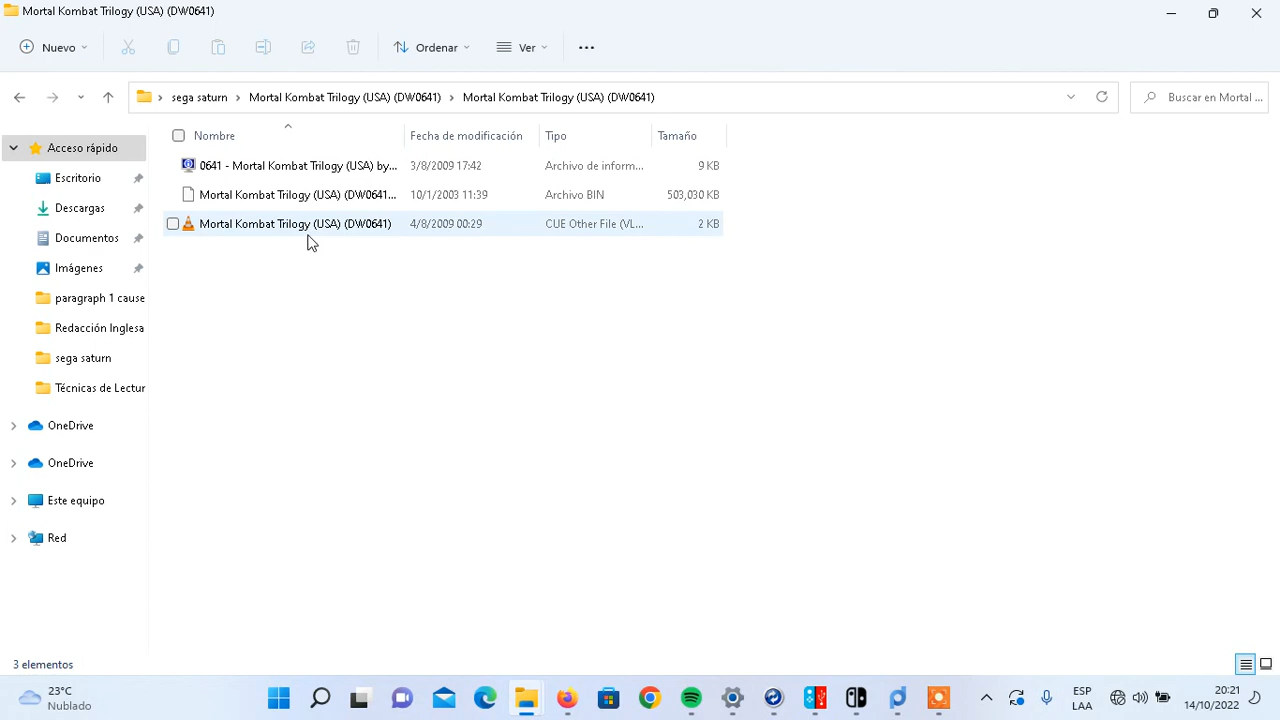 Mortal Kombat Trilogy (USA) (DW0641)
Nuevo Ordenar Ver
sega saturn Mortal Kombat Trilogy (USA) (DW0641) Mortal Kombat Trilogy (USA) (DW0641) Buscar en Mortal ...
Nombre Fecha de modificación Tipo Tamaño
Acceso rápido
0641 - Mortal Kombat Trilogy (USA) by... 3/8/2009 17:42 Archivo de inform... 9 KB
Escritorio
Mortal Kombat Trilogy (USA) (DW0641... 10/1/2003 11:39 Archivo BIN 503,030 KB
Descargas
Mortal Kombat Trilogy (USA) (DW0641) 4/8/2009 00:29 CUE Other File (VL... 2 KB
Documentos
Imágenes
paragraph 1 cause
Redacción Inglesa
sega saturn
Técnicas de Lectur
OneDrive
OneDrive
Este equipo
Red
3 elementos
23°C
Nublado
ESP
LAA
20:21
14/10/2022